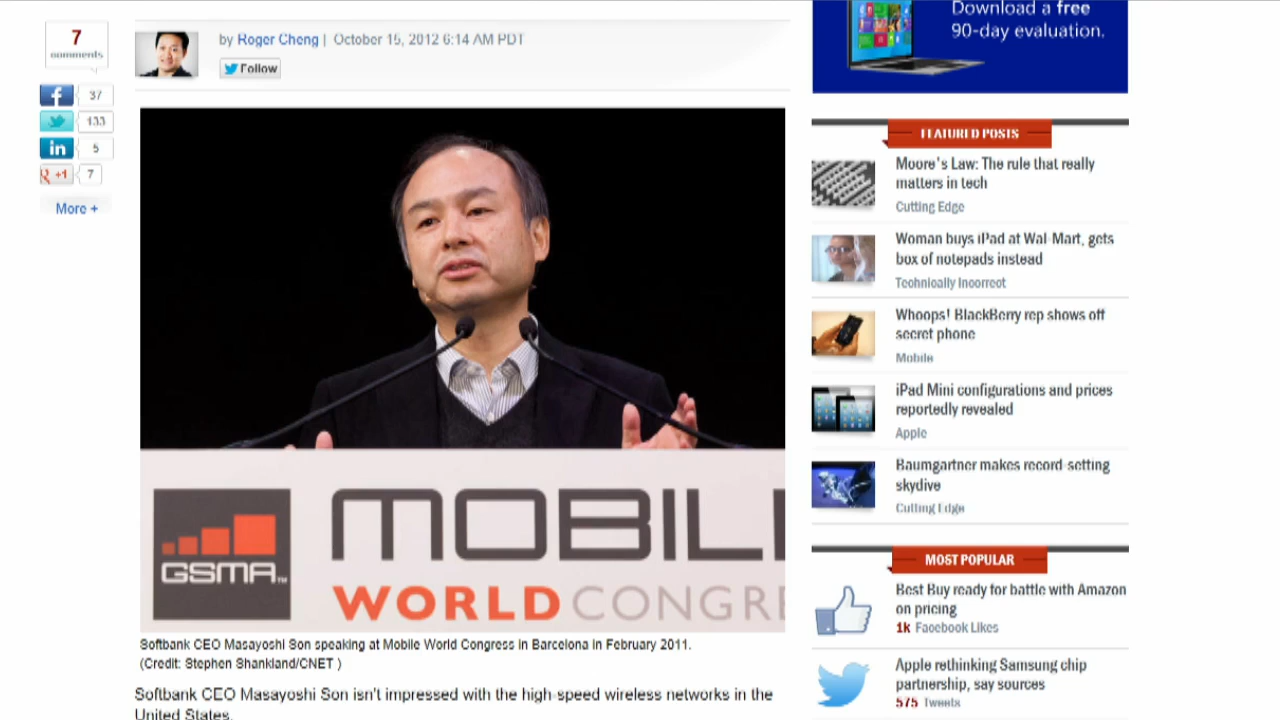 7
comments
by Roger Cheng | October 15, 2012 6:14 AM PDT
Follow
37
133
in
5
+1
7
More +
GSMA
TM
MOBIL
WORLD CONGRE
Softbank CEO Masayoshi Son speaking at Mobile World Congress in Barcelona in February 2011.
(Credit: Stephen Shankland/CNET )
Softbank CEO Masayoshi Son isn't impressed with the high-speed wireless networks in the
United States.
Download a free
90-day evaluation.
FEATURED POSTS
Moore's Law: The rule that really
matters in tech
Cutting Edge
Woman buys iPad at Wal-Mart, gets
box of notepads instead
Technically Incorrect
Whoops! BlackBerry rep shows off
secret phone
Mobile
iPad Mini configurations and prices
reportedly revealed
Apple
Baumgartner makes record-setting
skydive
Cutting Edge
MOST POPULAR
Best Buy ready for battle with Amazon
on pricing
1k Facebook Likes
Apple rethinking Samsung chip
partnership, say sources
575 Tweets